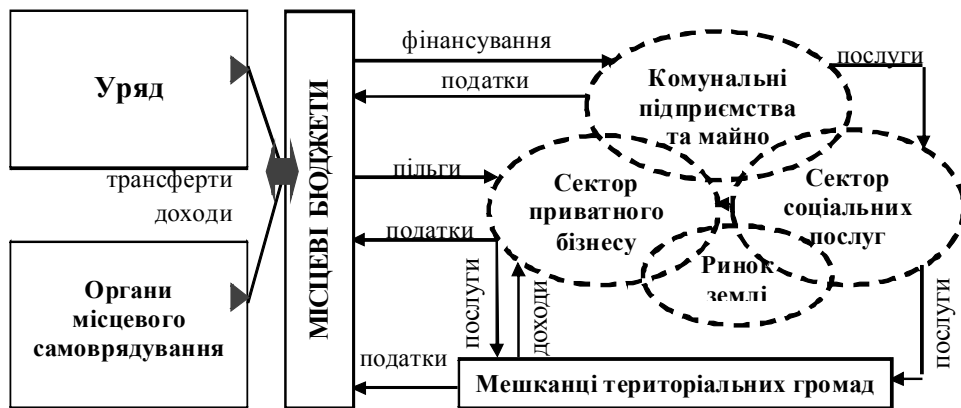 Уряд
трансферти
доходи
Органи
місцевого
самоврядування
МІСЦЕВІ БЮДЖЕТИ
фінансування
податки
пільги
податки
послуги
доходи
податки
Комунальні
підприємства
та майно
послуги
Сектор
приватного
бізнесу
Сектор
соціальних
послуг
Ринок
землі
послуги
Мешканці територіальних громад